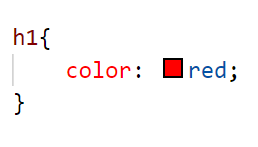 h1{
    color: red;
}